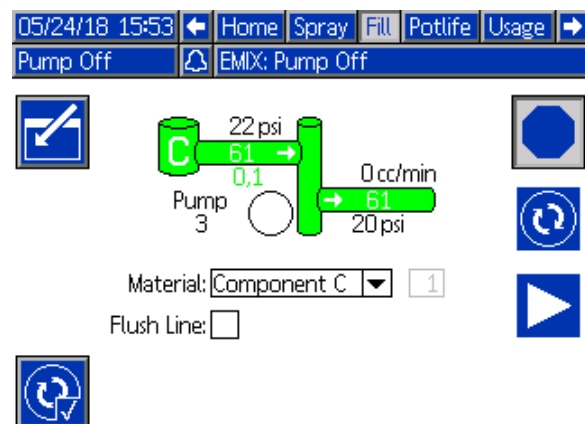 05/24/18 15:53 Home Spray Fill Potlife Usage
Pump Off EMIX: Pump Off
22 psi
C 61
0,1
0 cc/min
Pump
3
61
20 psi
Material: Component C 1
Flush Line: